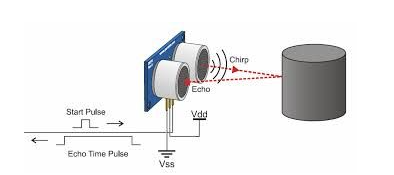 Chirp
Echo
Start Pulse
Vdd
Echo Time Pulse
Vss